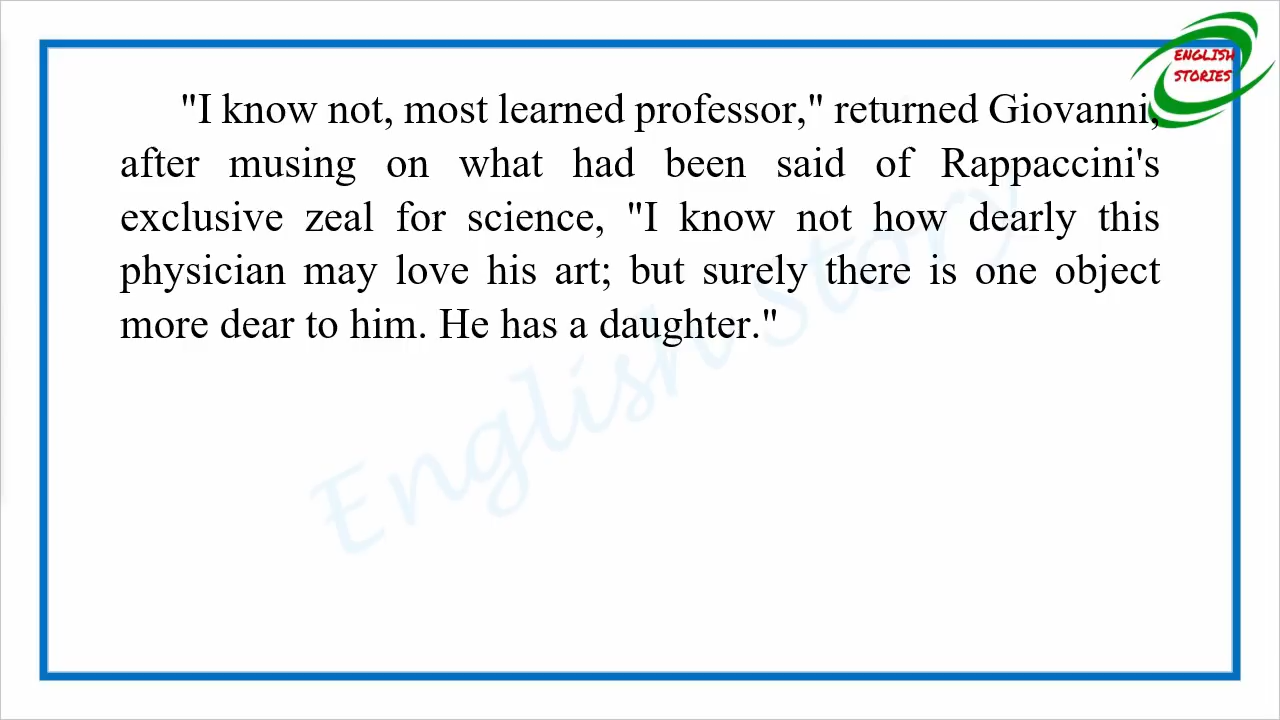 ENGLISH
STORIES
"I know not, most learned professor," returned Giovanni,
after musing on what had been said of Rappaccini's
exclusive zeal for science, "I know not how dearly this
physician may love his art; but surely there is one object
more dear to him. He has a daughter."
English Story